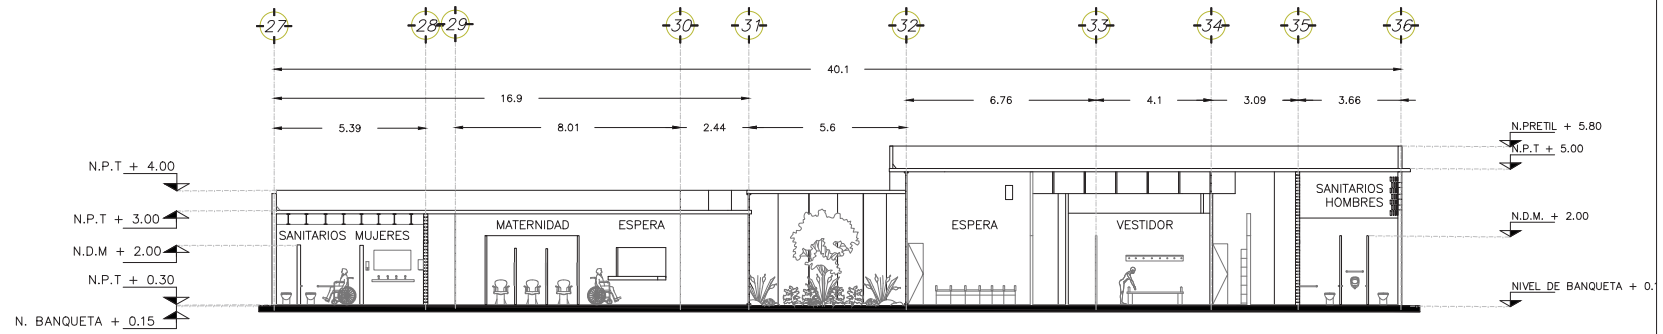 27 28 29 30 31 32 33 34 35 36
40.1
16.9 6.76 4.1 3.09 3.66
5.39 8.01 2.44 5.6
N.PRETIL + 5.80
N.P.T + 5.00
N.P.T + 4.00
SANITARIOS
HOMBRES
N.P.T + 3.00
N.D.M. + 2.00
MATERNIDAD ESPERA ESPERA VESTIDOR
SANITARIOS MUJERES
N.D.M + 2.00
N.P.T + 0.30
NIVEL DE BANQUETA + 0.
N. BANQUETA + 0.15